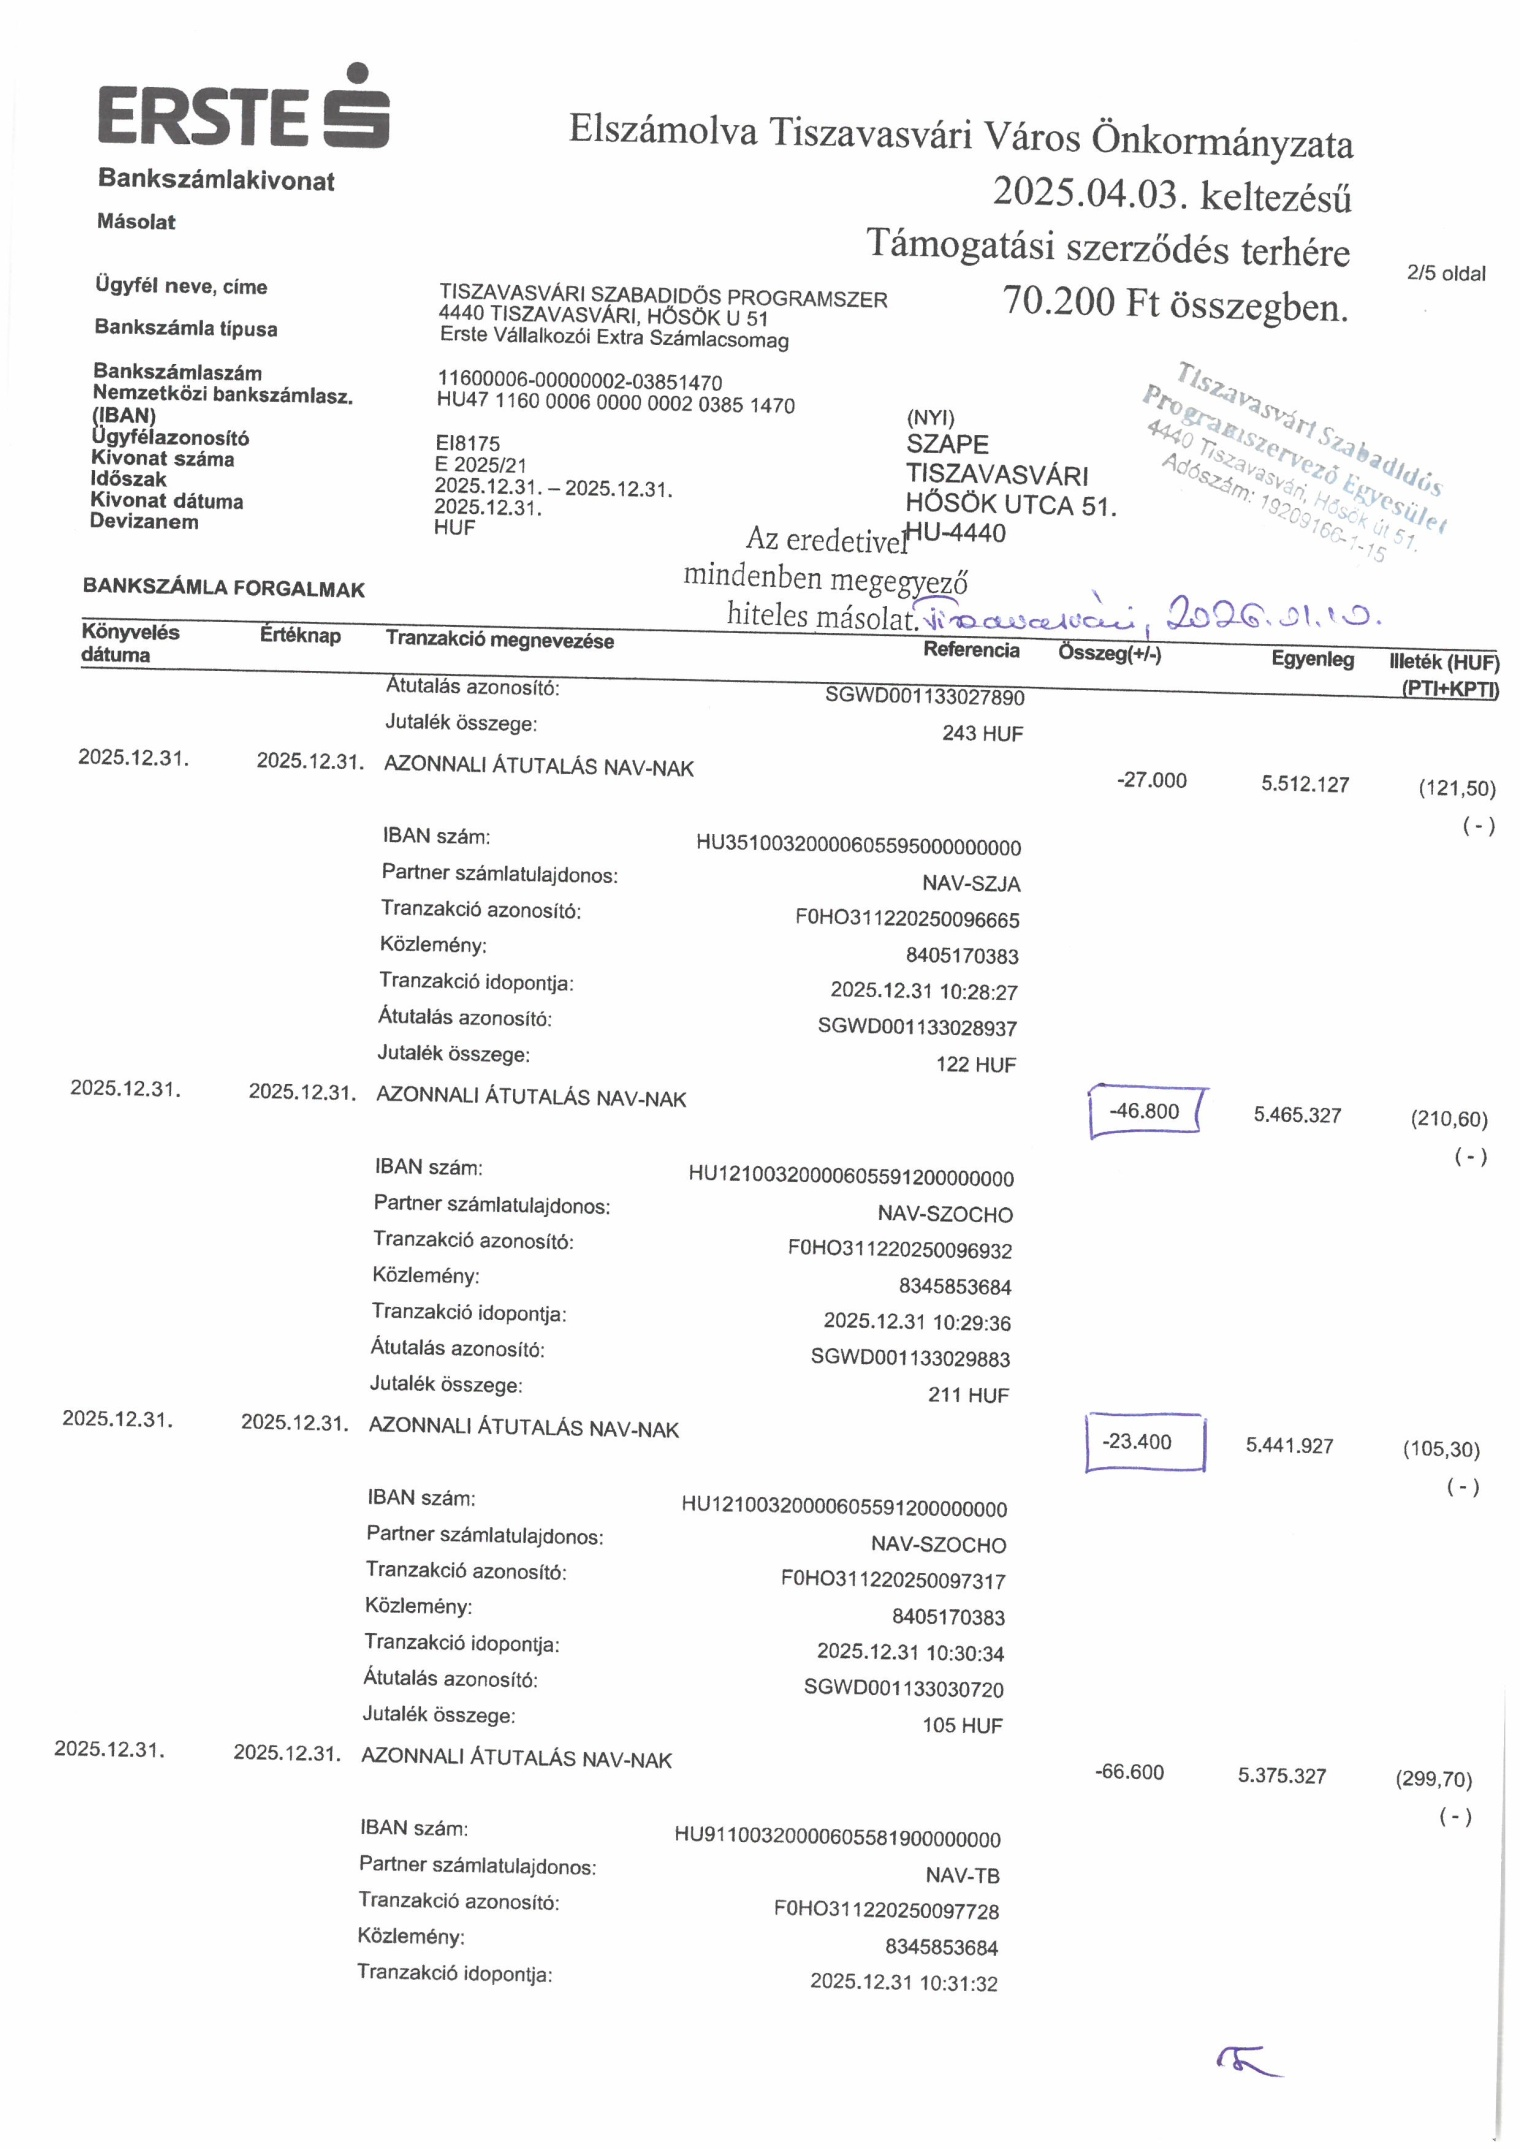 ERSTE
Bankszámlakivonat
Másolat
Elszámolva Tiszavasvári Város Önkormányzata
2025.04.03. keltezésű
Támogatási szerződés terhére
70.200 Ft összegben.
2/5 oldal
Ügyfél neve, címe TISZAVASVÁRI SZABADIDŐS PROGRAMSZER
4440 TISZAVASVÁRI, HŐSÖK U 51
Bankszámla típusa Erste Vállalkozói Extra Számlacsomag
Bankszámlaszám 11600006-00000002-03851470
Nemzetközi bankszámlasz. HU47 1160 0006 0000 0002 0385 1470
(IBAN)
Ügyfélazonosító EI8175
Kivonat száma E 2025/21
Időszak 2025.12.31. – 2025.12.31.
Kivonat dátuma 2025.12.31.
Devizanem HUF
(NYI)
SZAPE
TISZAVASVÁRI
HŐSÖK UTCA 51.
HU-4440
Tiszavasvári Szabadidős
Programszervező Egyesület
4440 Tiszavasvári, Hősök út 51.
Adószám: 19209166-1-15
Az eredetivel
mindenben megegyező
hiteles másolat. Tiszavasvári, 2026.01.10.
BANKSZÁMLA FORGALMAK
Könyvelés dátuma Értéknap Tranzakció megnevezése Referencia Összeg(+/-) Egyenleg Illeték (HUF) (PTI+KPTI)
Átutalás azonosító: SGWD001133027890
Jutalék összege: 243 HUF
2025.12.31. 2025.12.31. AZONNALI ÁTUTALÁS NAV-NAK -27.000 5.512.127 (121,50)
( - )
IBAN szám: HU35100320000605595000000000
Partner számlatulajdonos: NAV-SZJA
Tranzakció azonosító: F0HO311220250096665
Közlemény: 8405170383
Tranzakció idopontja: 2025.12.31 10:28:27
Átutalás azonosító: SGWD001133028937
Jutalék összege: 122 HUF
2025.12.31. 2025.12.31. AZONNALI ÁTUTALÁS NAV-NAK -46.800 5.465.327 (210,60)
( - )
IBAN szám: HU12100320000605591200000000
Partner számlatulajdonos: NAV-SZOCHO
Tranzakció azonosító: F0HO311220250096932
Közlemény: 8345853684
Tranzakció idopontja: 2025.12.31 10:29:36
Átutalás azonosító: SGWD001133029883
Jutalék összege: 211 HUF
2025.12.31. 2025.12.31. AZONNALI ÁTUTALÁS NAV-NAK -23.400 5.441.927 (105,30)
( - )
IBAN szám: HU12100320000605591200000000
Partner számlatulajdonos: NAV-SZOCHO
Tranzakció azonosító: F0HO311220250097317
Közlemény: 8405170383
Tranzakció idopontja: 2025.12.31 10:30:34
Átutalás azonosító: SGWD001133030720
Jutalék összege: 105 HUF
2025.12.31. 2025.12.31. AZONNALI ÁTUTALÁS NAV-NAK -66.600 5.375.327 (299,70)
( - )
IBAN szám: HU91100320000605581900000000
Partner számlatulajdonos: NAV-TB
Tranzakció azonosító: F0HO311220250097728
Közlemény: 8345853684
Tranzakció idopontja: 2025.12.31 10:31:32